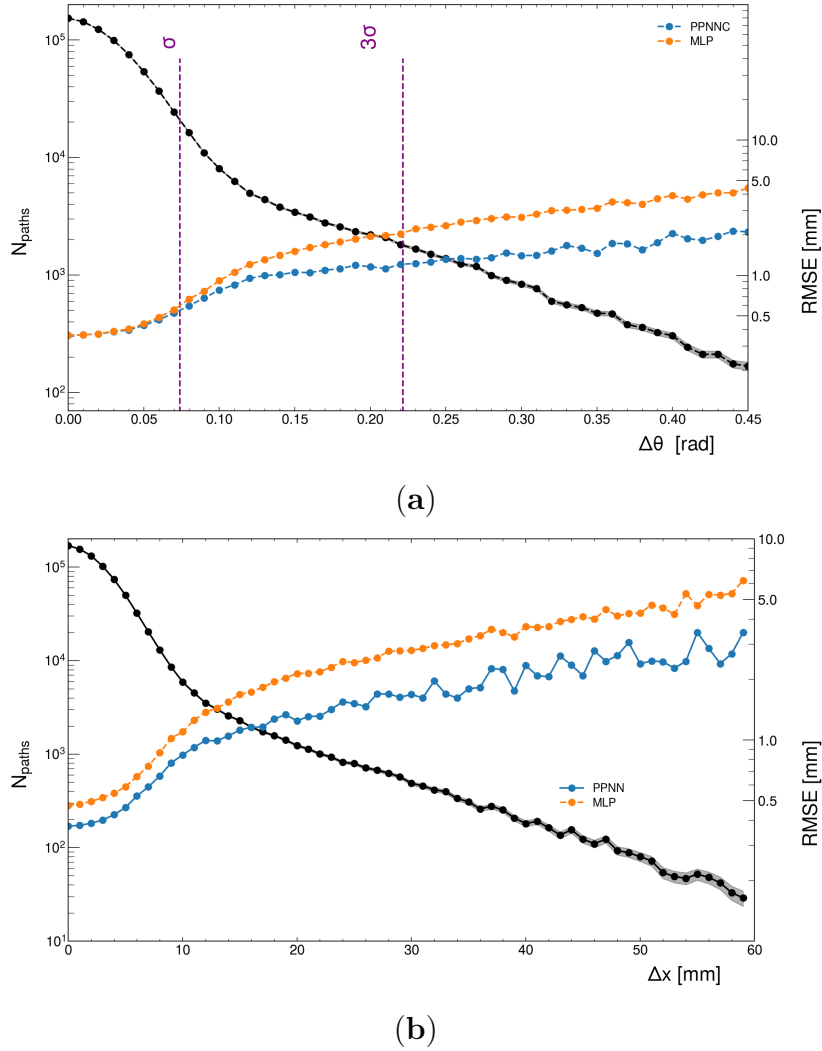 σ
3σ
PPNNC
MLP
10⁵
10⁴
10³
10²
N_paths
10.0
5.0
1.0
0.5
RMSE [mm]
0.00 0.05 0.10 0.15 0.20 0.25 0.30 0.35 0.40 0.45
Δθ [rad]
(a)
10⁵
10⁴
10³
10²
10¹
N_paths
10.0
5.0
1.0
0.5
RMSE [mm]
PPNN
MLP
0 10 20 30 40 50 60
Δx [mm]
(b)